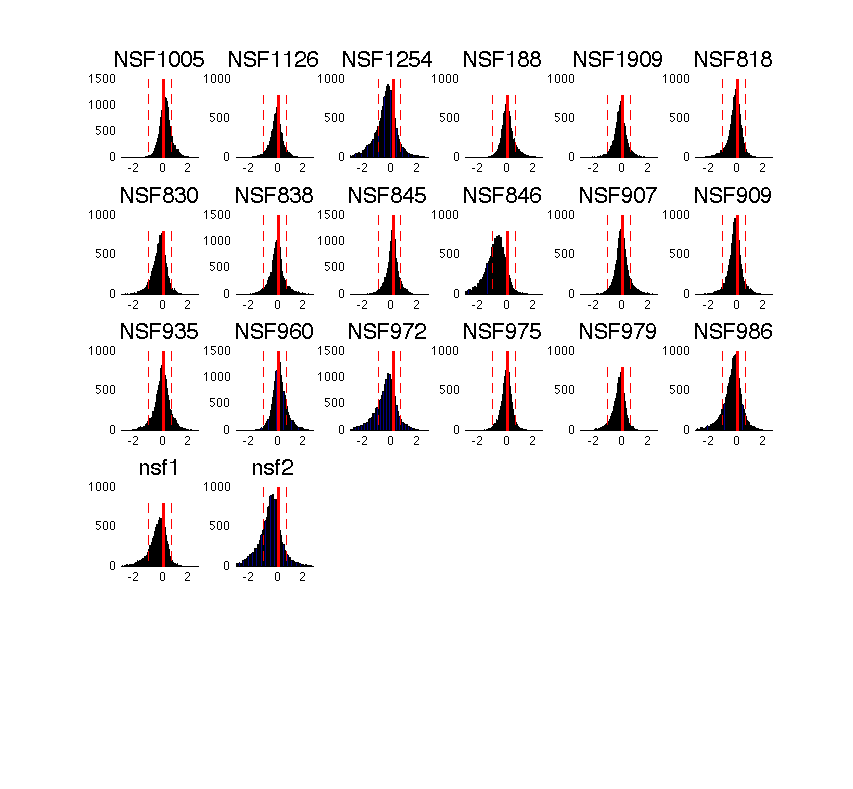 NSF1005 NSF1126 NSF1254 NSF188 NSF1909 NSF818
1500 1000 1000 1000 1000 1000
1000
500 500 500 500 500 500
0 0 0 0 0 0
-2 0 2 -2 0 2 -2 0 2 -2 0 2 -2 0 2 -2 0 2
NSF830 NSF838 NSF845 NSF846 NSF907 NSF909
1000 1500 1500 1000 1000 1000
1000 1000
500 500 500 500 500 500
0 0 0 0 0 0
-2 0 2 -2 0 2 -2 0 2 -2 0 2 -2 0 2 -2 0 2
NSF935 NSF960 NSF972 NSF975 NSF979 NSF986
1000 1500 1500 1000 1000 1000
1000 1000
500 500 500 500 500 500
0 0 0 0 0 0
-2 0 2 -2 0 2 -2 0 2 -2 0 2 -2 0 2 -2 0 2
nsf1 nsf2
1000 1000
500 500
0 0
-2 0 2 -2 0 2